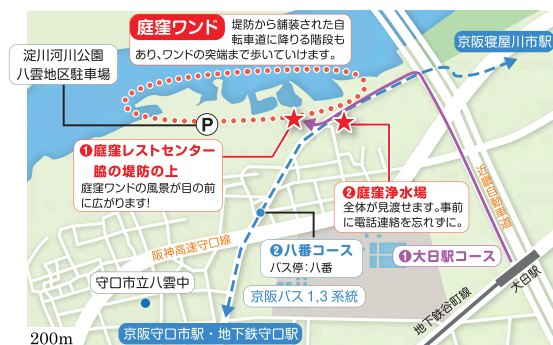 庭窪ワンド
堤防から舗装された自
転車道に降りる階段も
あり、ワンドの突端まで歩いていけます。
京阪寝屋川市駅
淀川河川公園
八雲地区駐車場
P
❶庭窪レストセンター
脇の堤防の上
庭窪ワンドの風景が目の前
に広がります!
❷庭窪浄水場
全体が見渡せます。事前
に電話連絡を忘れずに。
近畿自動車道
阪神高速守口線
❷八番コース
バス停:八番
❶大日駅コース
守口市立八雲中
京阪バス1,3系統
大日駅
地下鉄谷町線
200m
京阪守口市駅・地下鉄守口駅